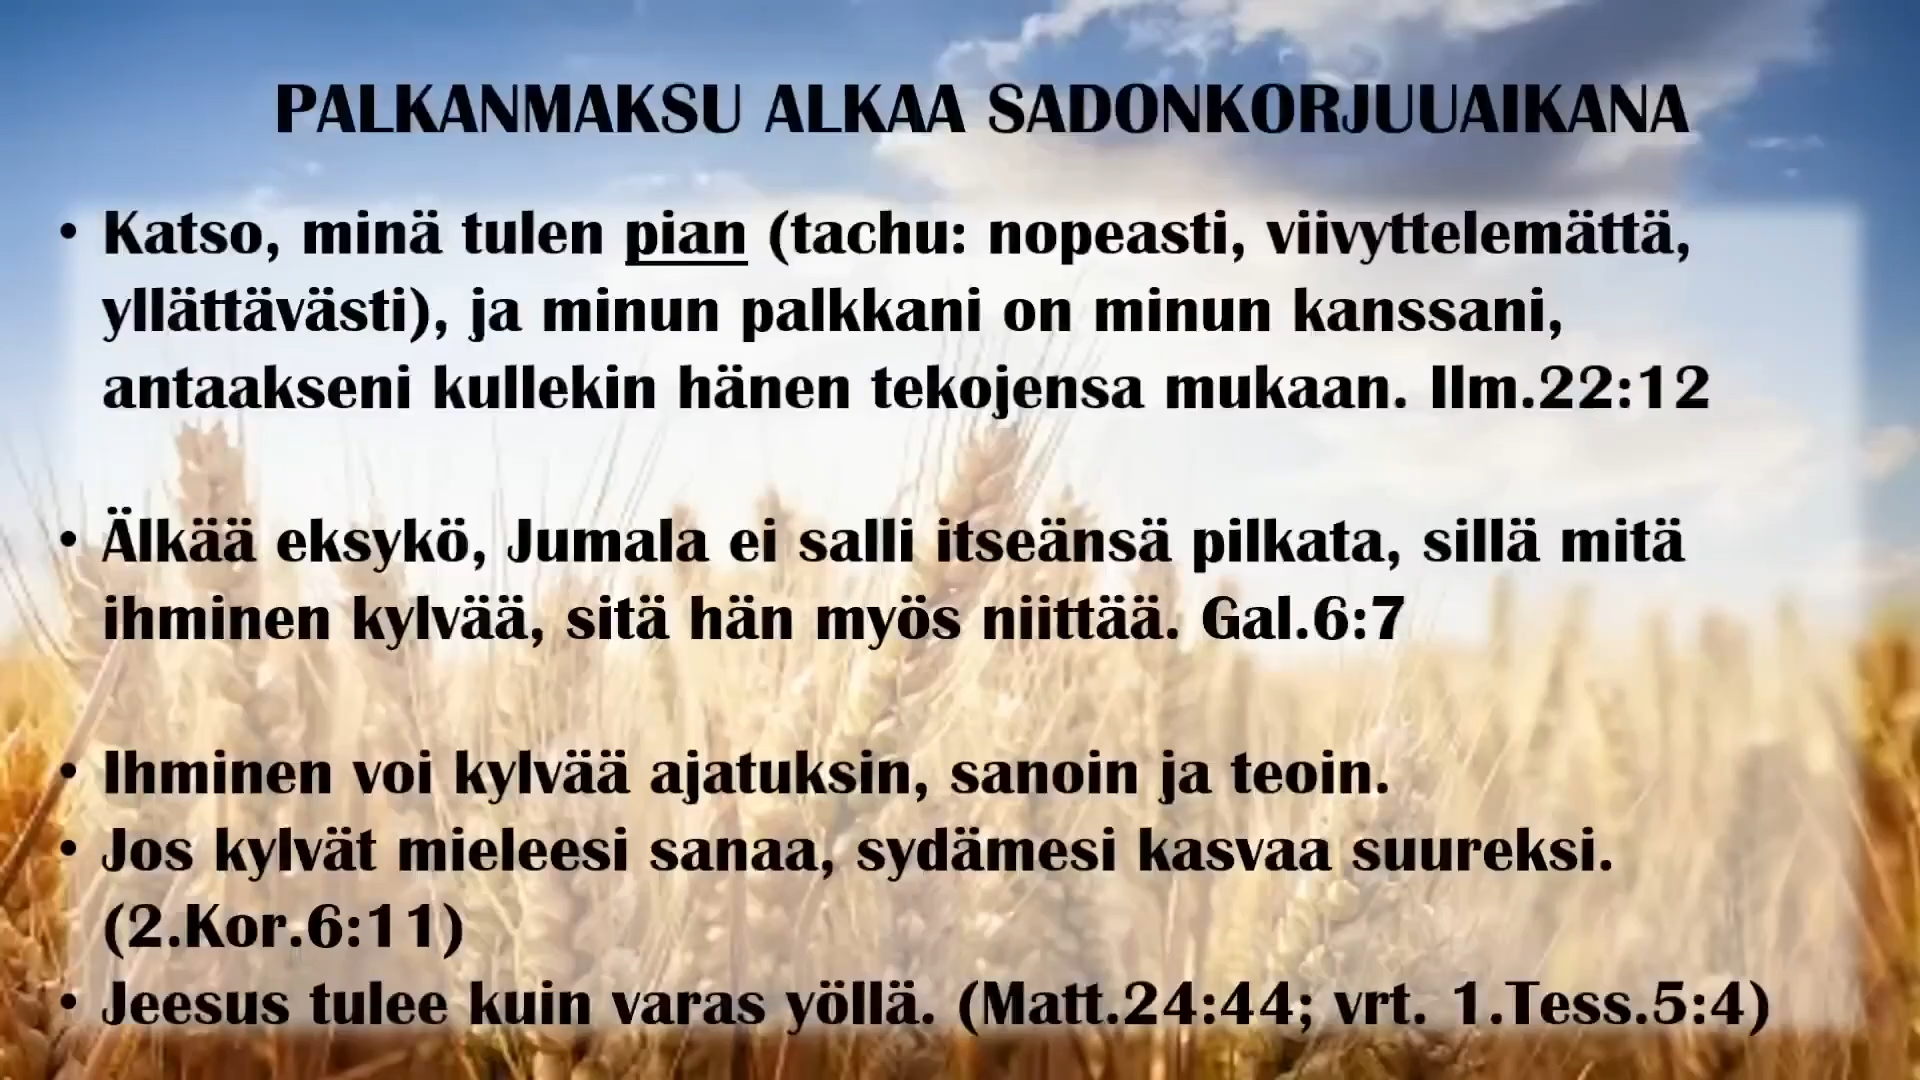 PALKANMAKSU ALKAA SADONKORJUUAIKANA
• Katso, minä tulen pian (tachu: nopeasti, viivyttelemättä,
yllättävästi), ja minun palkkani on minun kanssani,
antaakseni kullekin hänen tekojensa mukaan. Ilm.22:12
• Älkää eksykö, Jumala ei salli itseänsä pilkata, sillä mitä
ihminen kylvää, sitä hän myös niittää. Gal.6:7
• Ihminen voi kylvää ajatuksin, sanoin ja teoin.
• Jos kylvät mieleesi sanaa, sydämesi kasvaa suureksi.
(2.Kor.6:11)
• Jeesus tulee kuin varas yöllä. (Matt.24:44; vrt. 1.Tess.5:4)